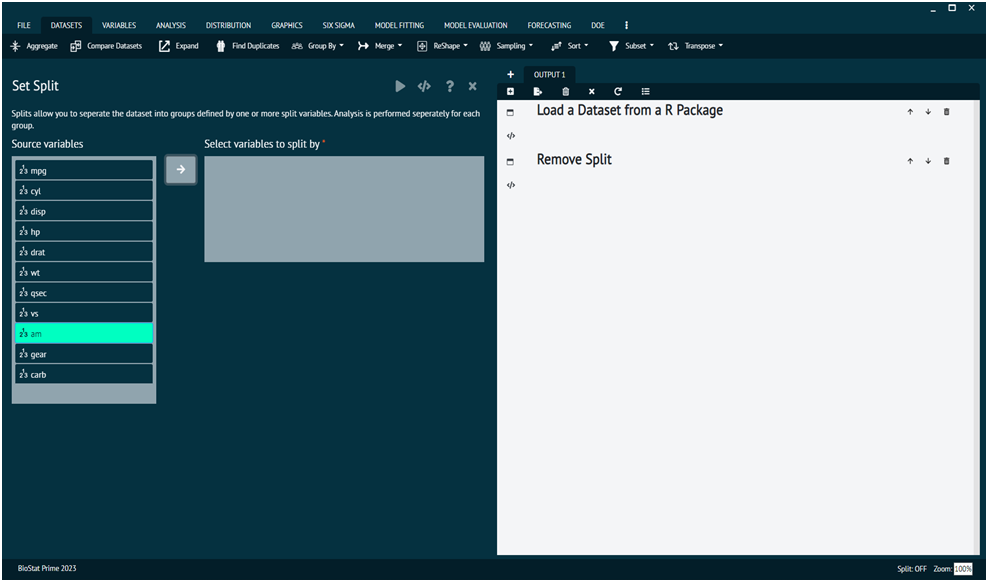 FILE DATASETS VARIABLES ANALYSIS DISTRIBUTION GRAPHICS SIX SIGMA MODEL FITTING MODEL EVALUATION FORECASTING DOE
Aggregate Compare Datasets Expand Find Duplicates Group By Merge ReShape Sampling Sort Subset Transpose
Set Split
Splits allow you to seperate the dataset into groups defined by one or more split variables. Analysis is performed seperately for each
group.
Source variables
mpg
cyl
disp
hp
drat
wt
qsec
vs
am
gear
carb
Select variables to split by *
OUTPUT 1
Load a Dataset from a R Package
Remove Split
BioStat Prime 2023
Split: OFF Zoom: 100%